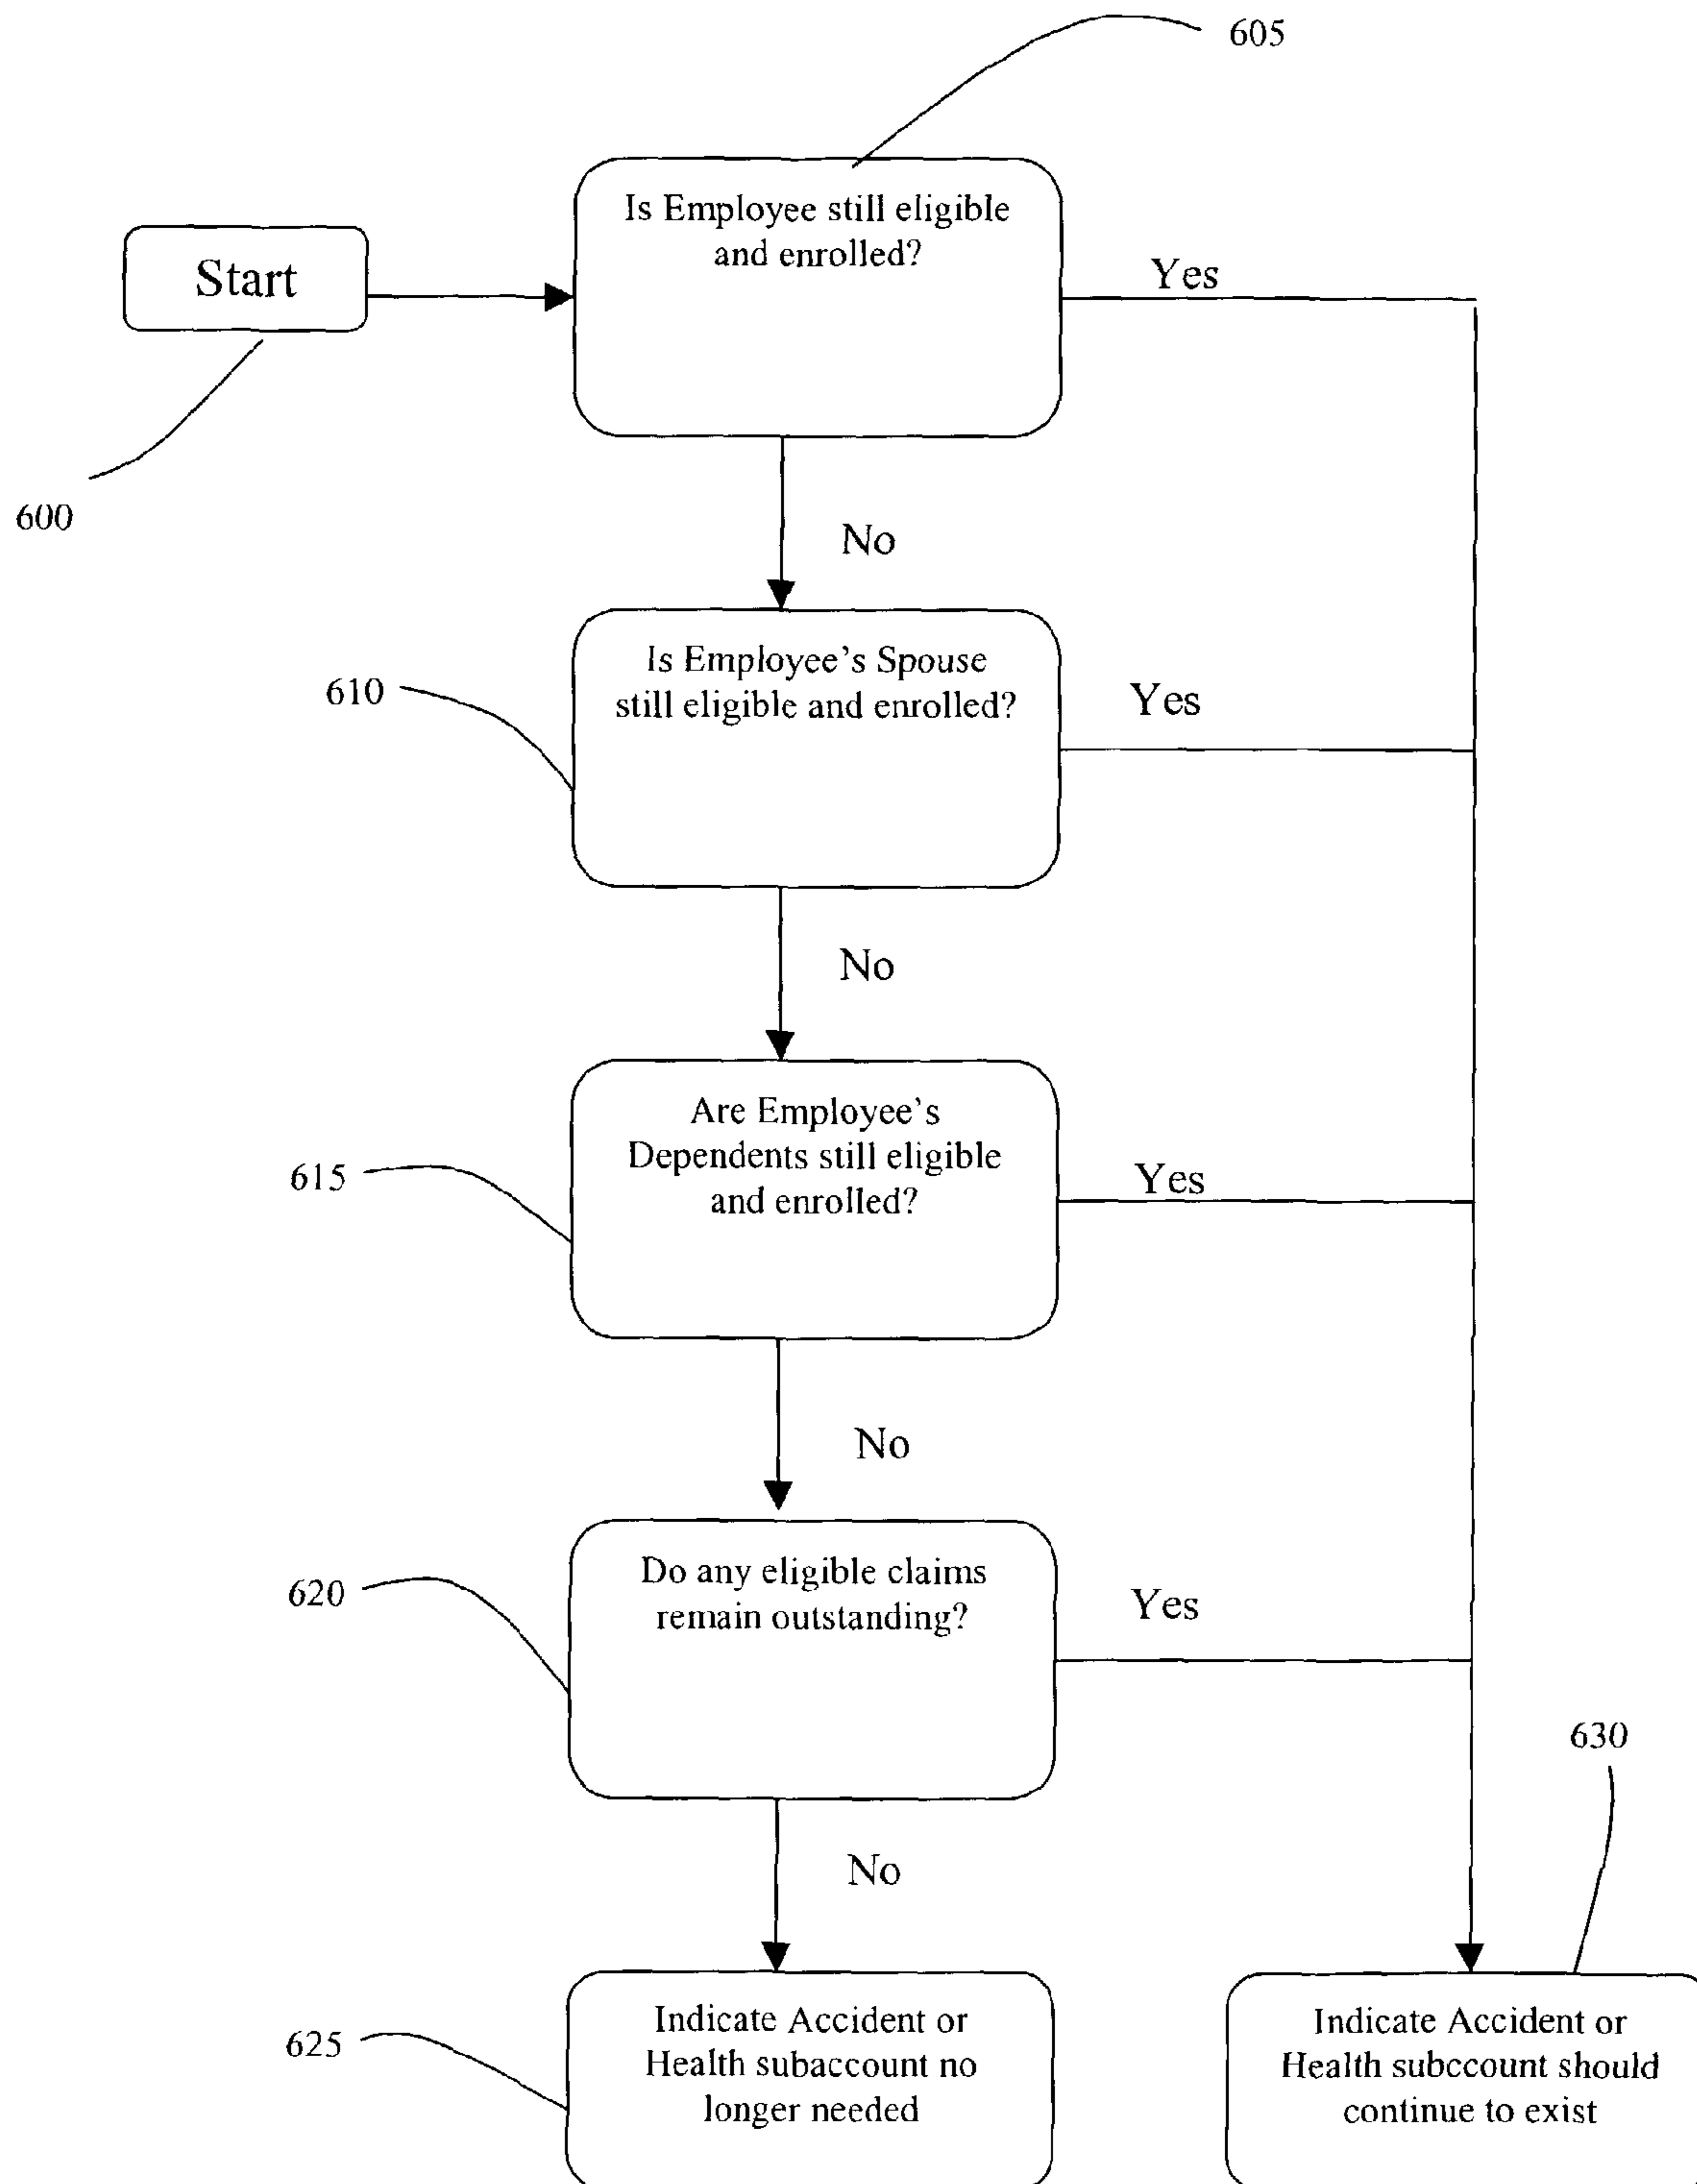 605
Is Employee still eligible
and enrolled?
Start
Yes
600
No
Is Employee's Spouse
still eligible and enrolled?
610
Yes
No
Are Employee's
Dependents still eligible
and enrolled?
615
Yes
No
Do any eligible claims
remain outstanding?
620
Yes
630
No
Indicate Accident or
Health subaccount no
longer needed
625
Indicate Accident or
Health subccount should
continue to exist